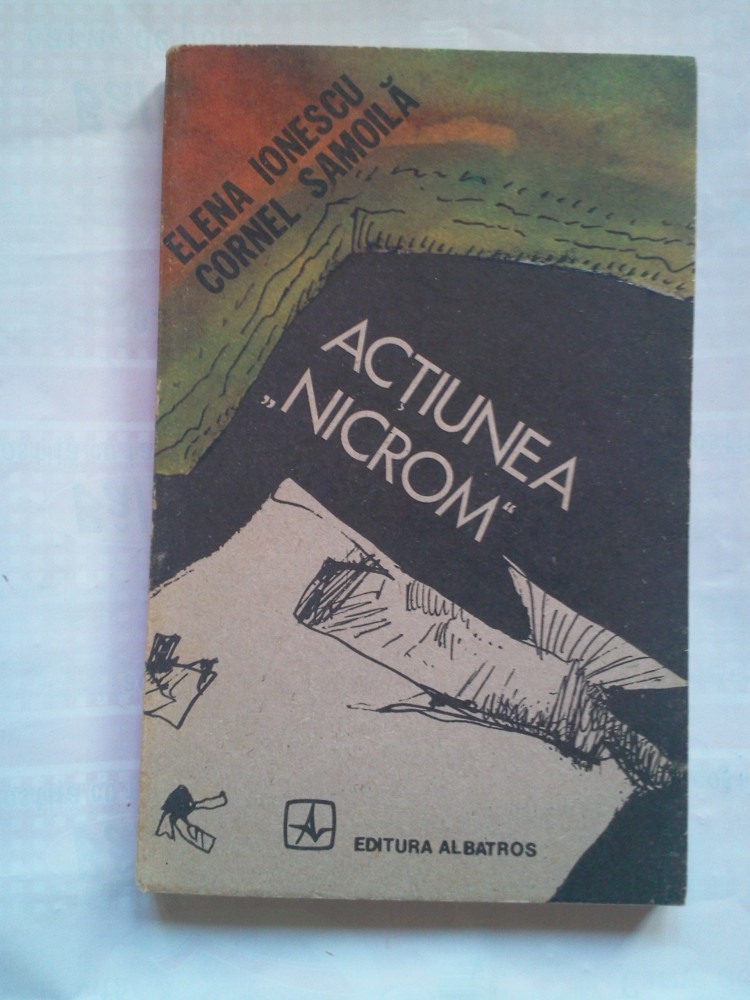 ELENA IONESCU
CORNEL SAMOILĂ
ACȚIUNEA
„NICROM“
EDITURA ALBATROS